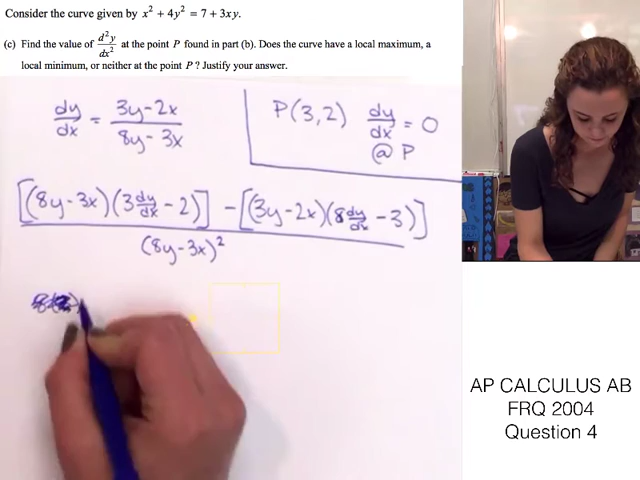 Consider the curve given by x² + 4y² = 7 + 3xy.
(c) Find the value of d²y/dx² at the point P found in part (b). Does the curve have a local maximum, a
local minimum, or neither at the point P ? Justify your answer.
dy/dx = (3y-2x)/(8y-3x)
P(3,2) dy/dx = 0
@ P
[(8y-3x)(3 dy/dx - 2)] - [(3y-2x)(8 dy/dx - 3)]
(8y-3x)²
AP CALCULUS AB
FRQ 2004
Question 4